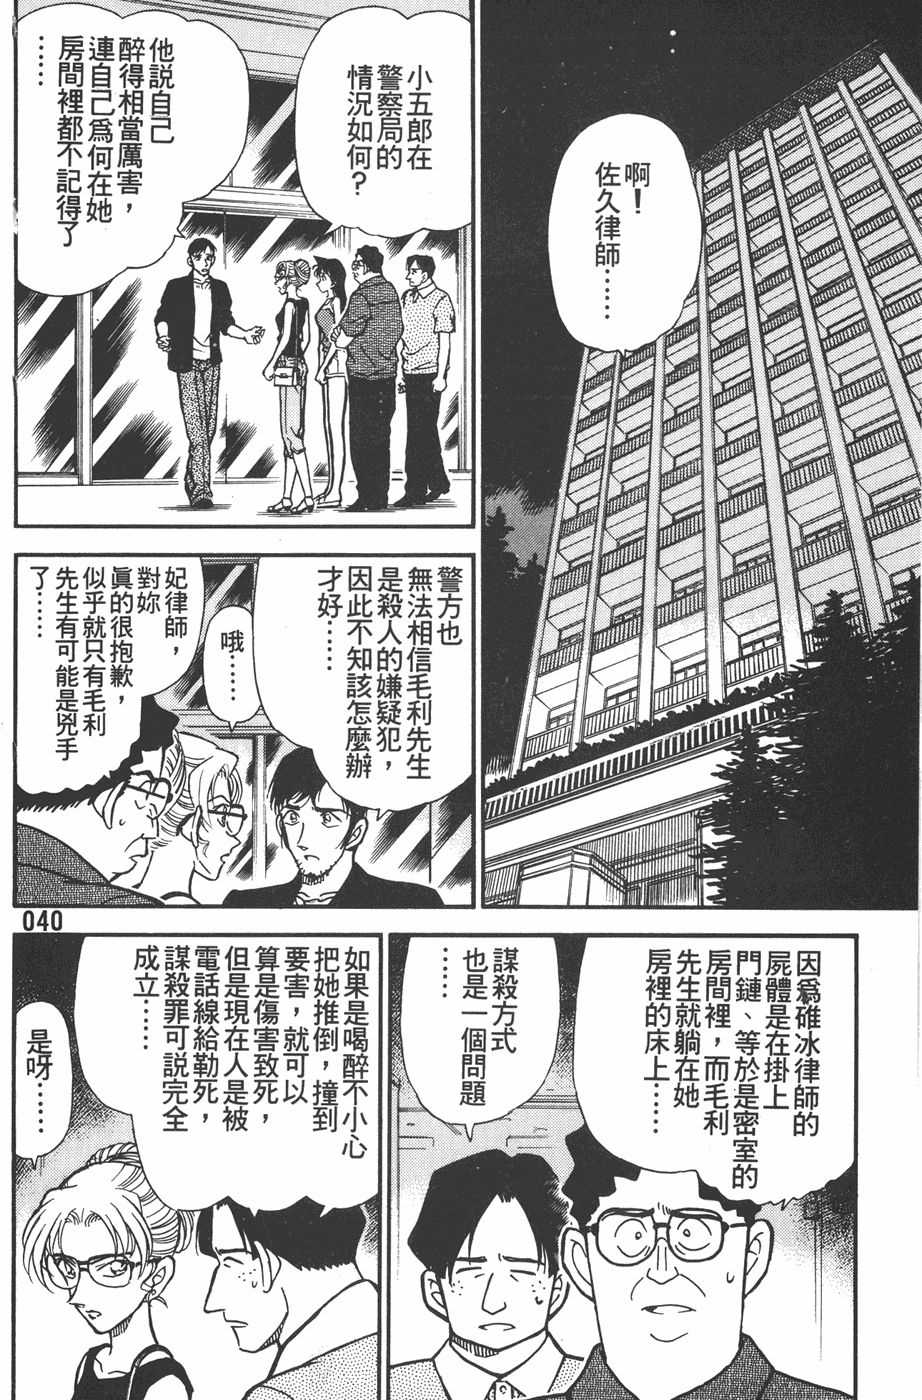 啊！
佐久律師……
小五郎在
警察局的
情況如何？
他說自己
醉得相當厲害，
連自己為何在她
房間裡都不記得了
……
警方也
無法相信毛利先生
是殺人的嫌疑犯，
因此不知該怎麼辦
才好……
哦……
妃律師，
對妳，
真的很抱歉，
似乎就只有毛利
先生有可能是兇手
了……
因為碓冰律師的
屍體是在掛上
門鏈、等於是密室的
房間裡，而毛利
先生就躺在她
房裡的床上……
謀殺方式
也是一個問題
……
如果是喝醉不小心
把她推倒，撞到
要害，就可以
算是傷害致死，
但是現在人是被
電話線給勒死，
謀殺罪可說完全
成立……
是呀……
040